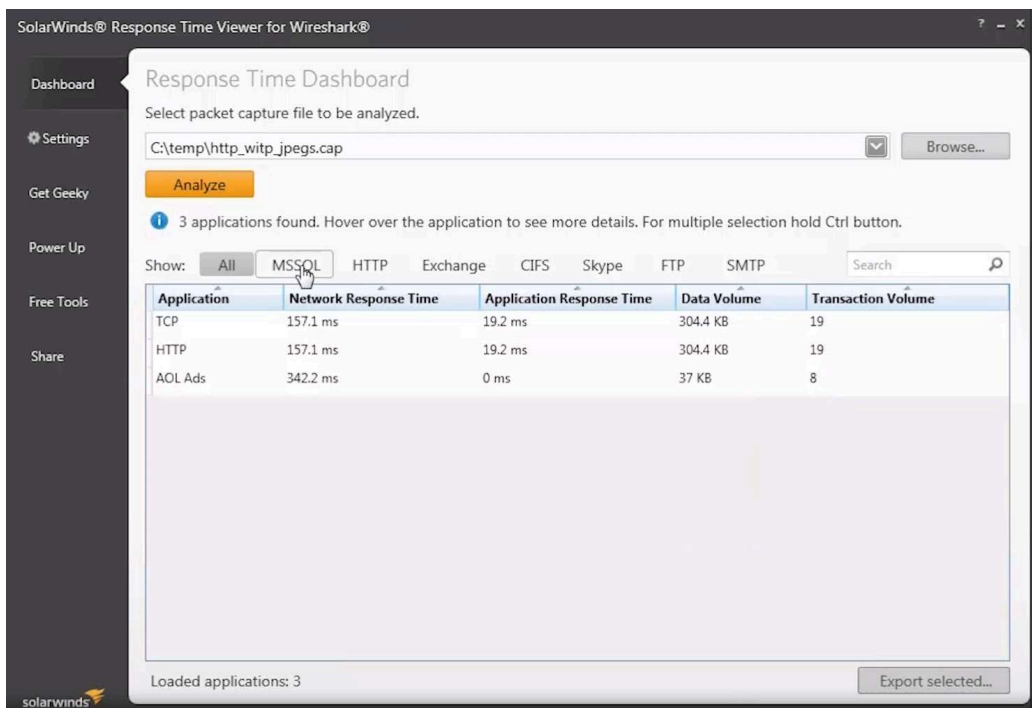 SolarWinds® Response Time Viewer for Wireshark® ? – x
Dashboard
Settings
Get Geeky
Power Up
Free Tools
Share
solarwinds
Response Time Dashboard
Select packet capture file to be analyzed.
C:\temp\http_witp_jpegs.cap Browse...
Analyze
3 applications found. Hover over the application to see more details. For multiple selection hold Ctrl button.
Show: All MSSQL HTTP Exchange CIFS Skype FTP SMTP Search
Application Network Response Time Application Response Time Data Volume Transaction Volume
TCP 157.1 ms 19.2 ms 304.4 KB 19
HTTP 157.1 ms 19.2 ms 304.4 KB 19
AOL Ads 342.2 ms 0 ms 37 KB 8
Loaded applications: 3 Export selected...